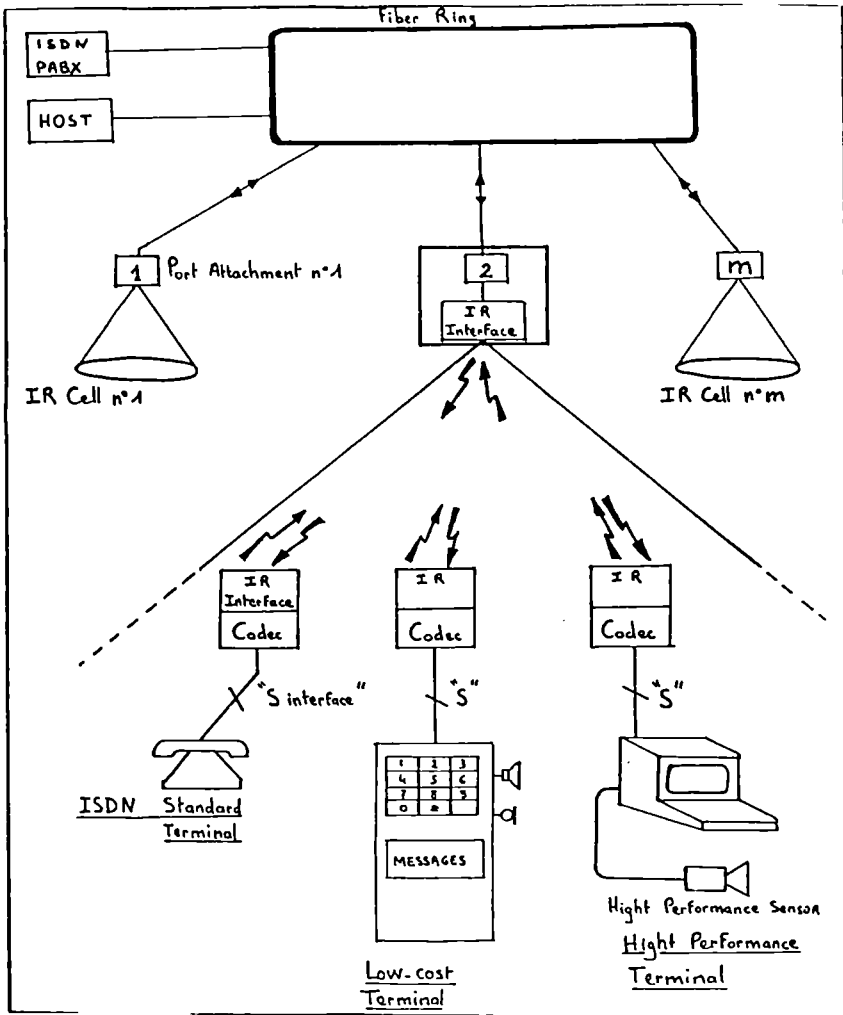 Fiber Ring
ISDN
PABX
HOST
1
Port Attachment n°1
2
m
IR
Interface
IR Cell n°1
IR Cell n°m
IR
Interface
Codec
IR
Codec
IR
Codec
"S interface"
"S"
"S"
1 2 3
4 5 6
7 8 9
0 *
MESSAGES
ISDN Standard
Terminal
Low-cost
Terminal
Hight Performance Sensor
Hight Performance
Terminal